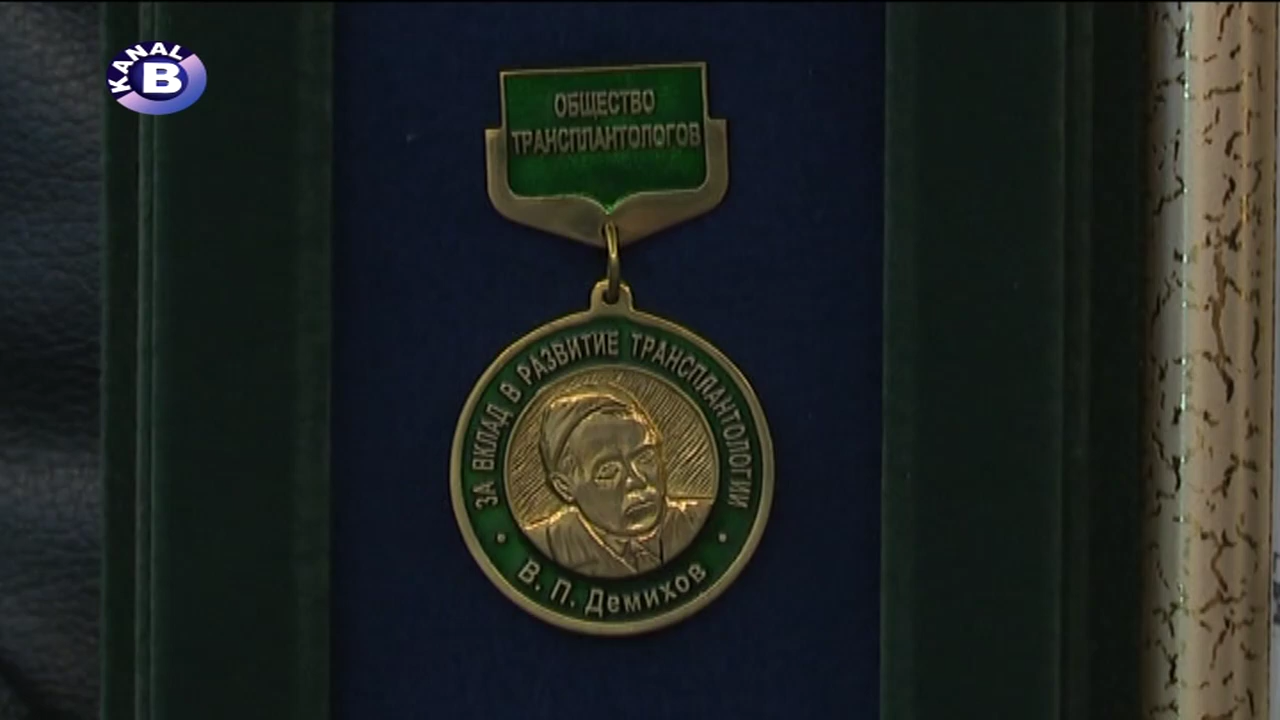 KANAL
B
ОБЩЕСТВО
ТРАНСПЛАНТОЛОГОВ
ЗА ВКЛАД В РАЗВИТИЕ ТРАНСПЛАНТОЛОГИИ
В. П. Демихов